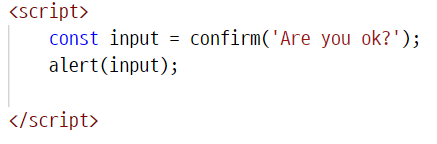 <script>
    const input = confirm('Are you ok?');
    alert(input);
</script>